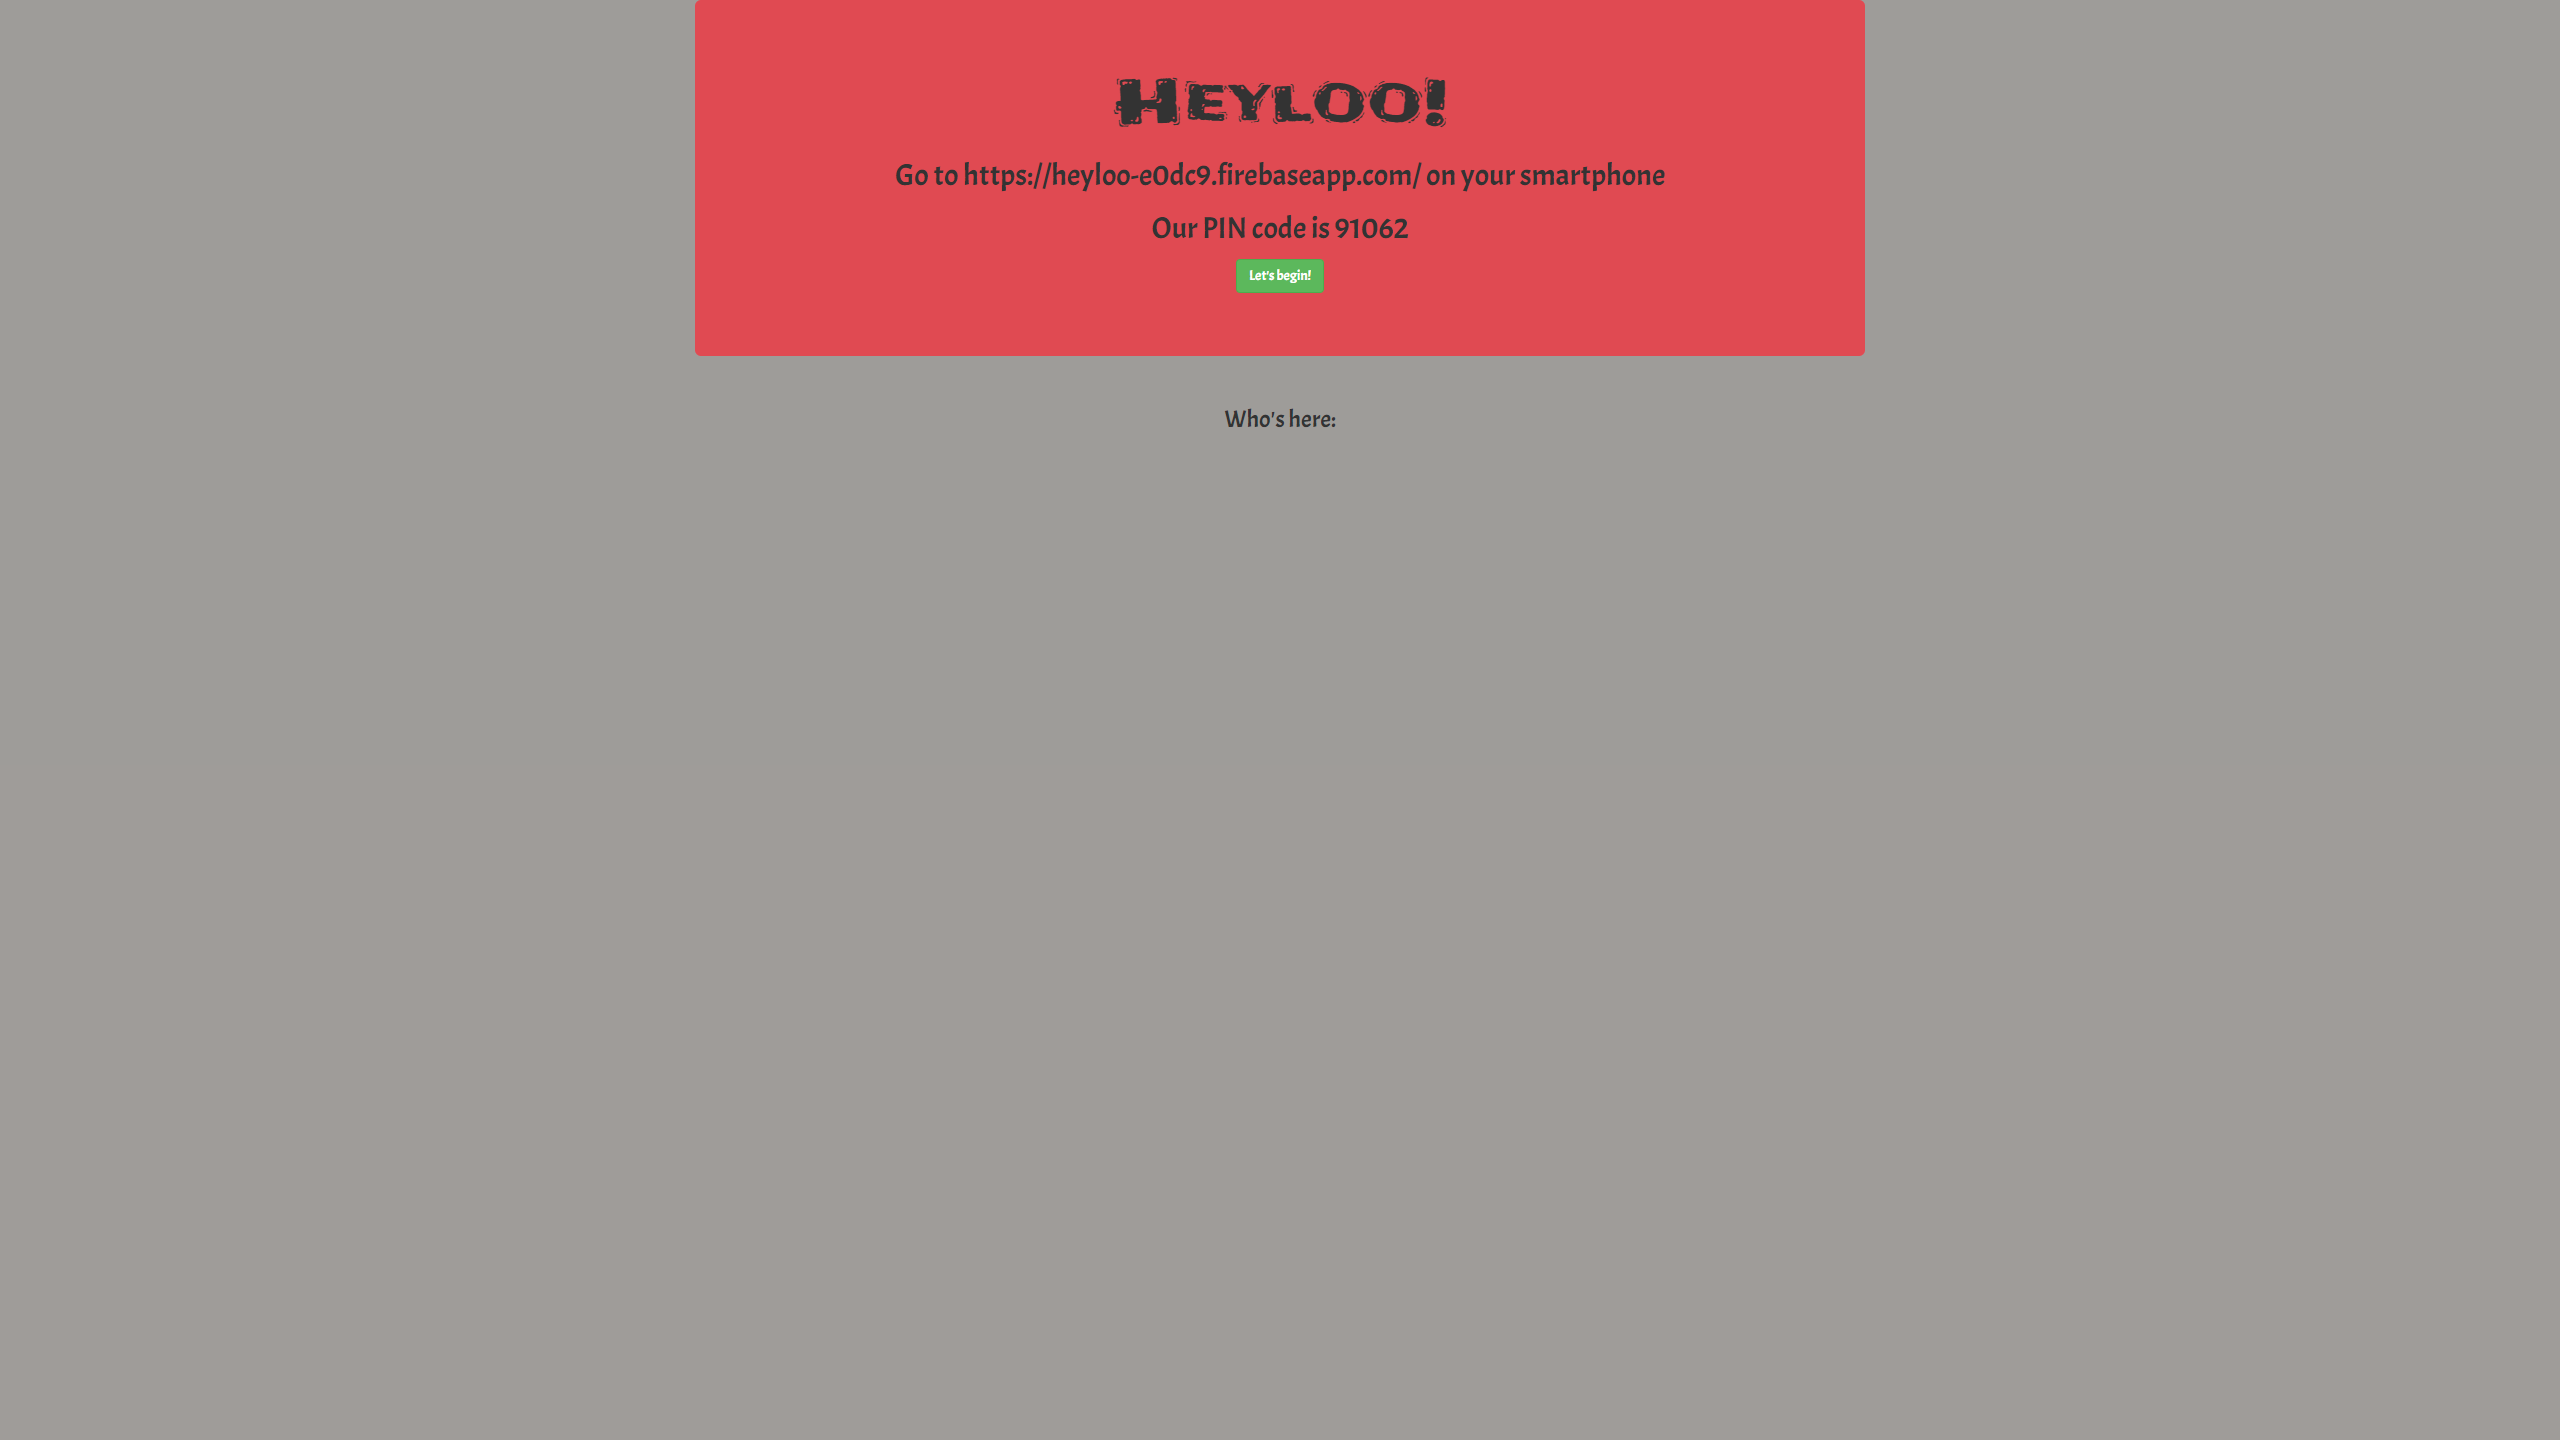 Heyloo!
Go to https://heyloo-e0dc9.firebaseapp.com/ on your smartphone
Our PIN code is 91062
Let's begin!
Who's here: